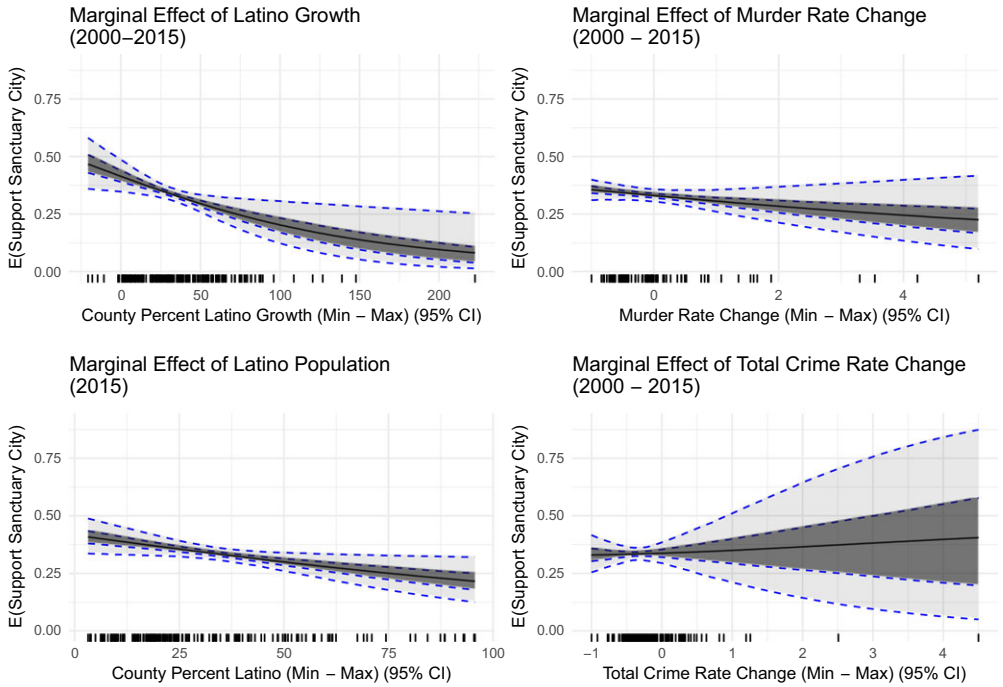 Marginal Effect of Latino Growth
(2000−2015)
E(Support Sanctuary City)
0.75
0.50
0.25
0.00
0 50 100 150 200
County Percent Latino Growth (Min − Max) (95% CI)
Marginal Effect of Murder Rate Change
(2000 − 2015)
E(Support Sanctuary City)
0.75
0.50
0.25
0.00
0 2 4
Murder Rate Change (Min − Max) (95% CI)
Marginal Effect of Latino Population
(2015)
E(Support Sanctuary City)
0.75
0.50
0.25
0.00
0 25 50 75 100
County Percent Latino (Min − Max) (95% CI)
Marginal Effect of Total Crime Rate Change
(2000 − 2015)
E(Support Sanctuary City)
0.75
0.50
0.25
0.00
−1 0 1 2 3 4
Total Crime Rate Change (Min − Max) (95% CI)